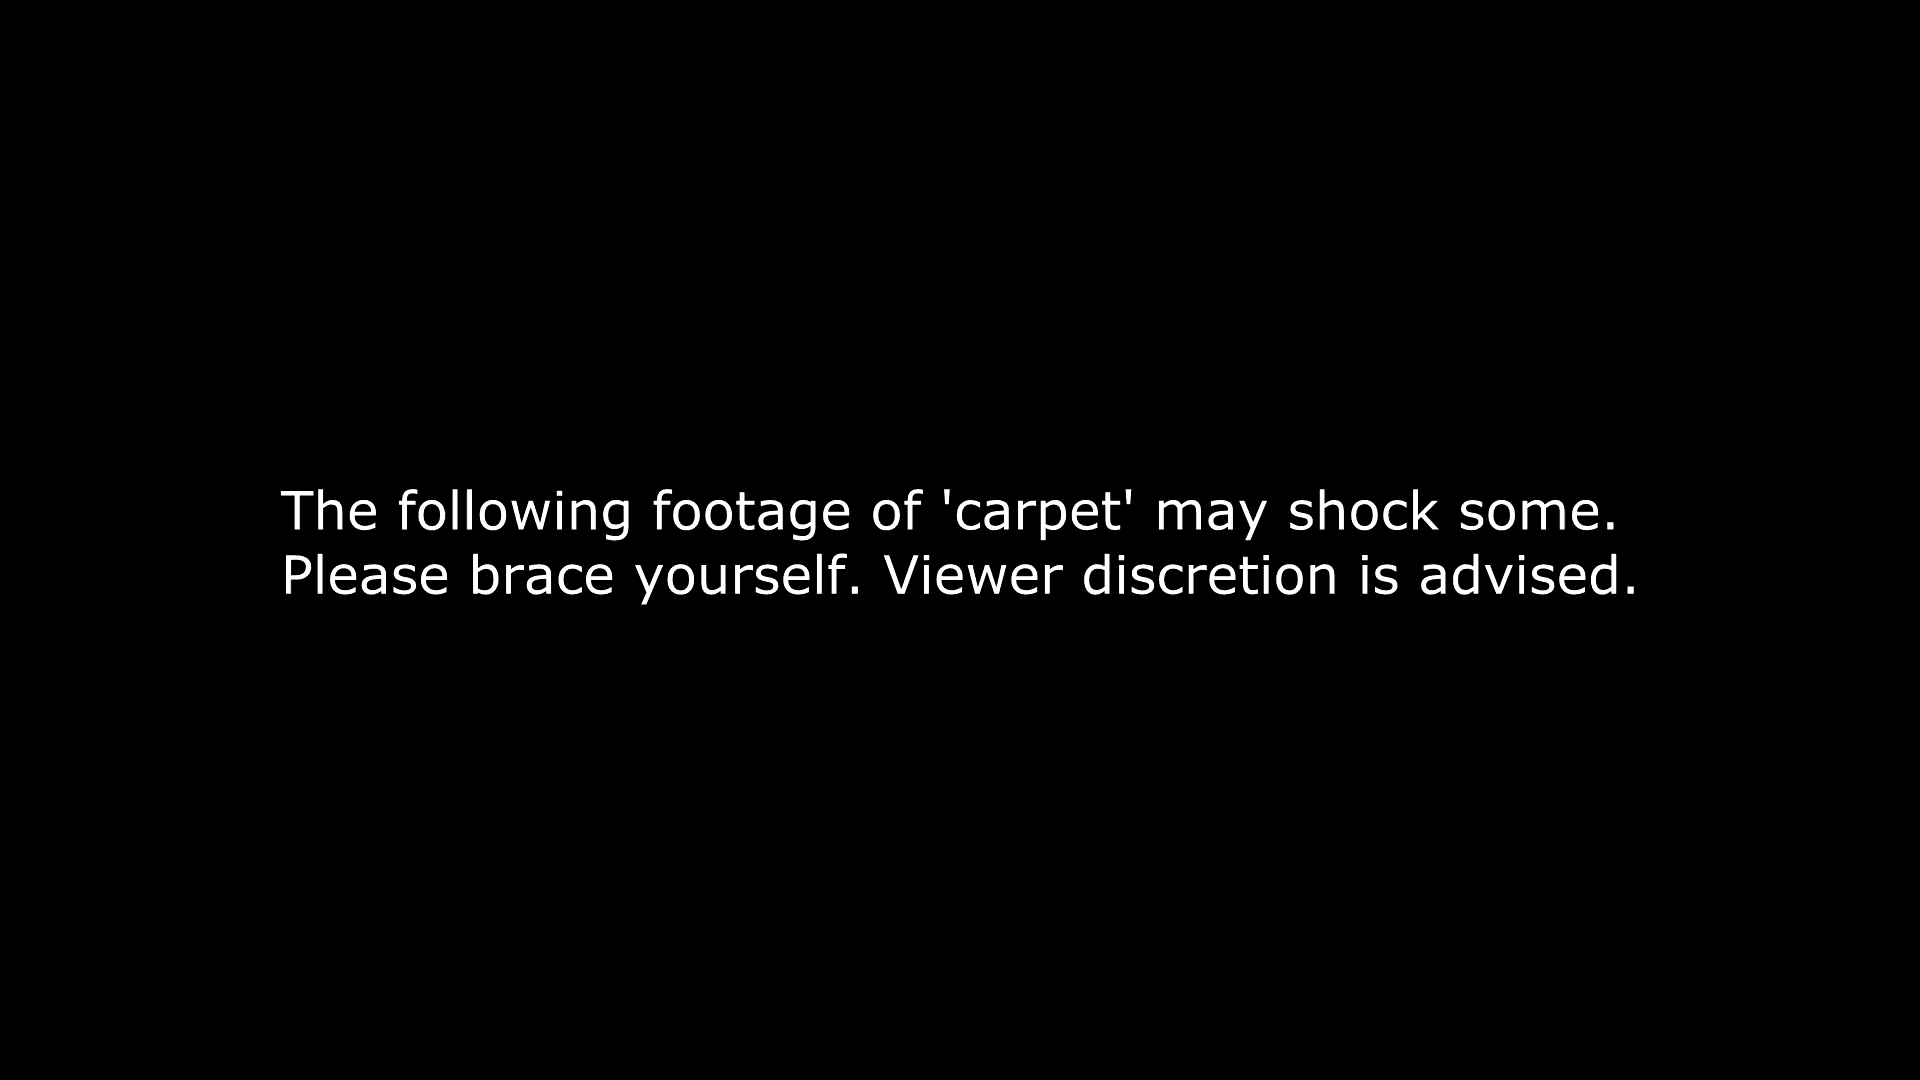 The following footage of 'carpet' may shock some.
Please brace yourself. Viewer discretion is advised.